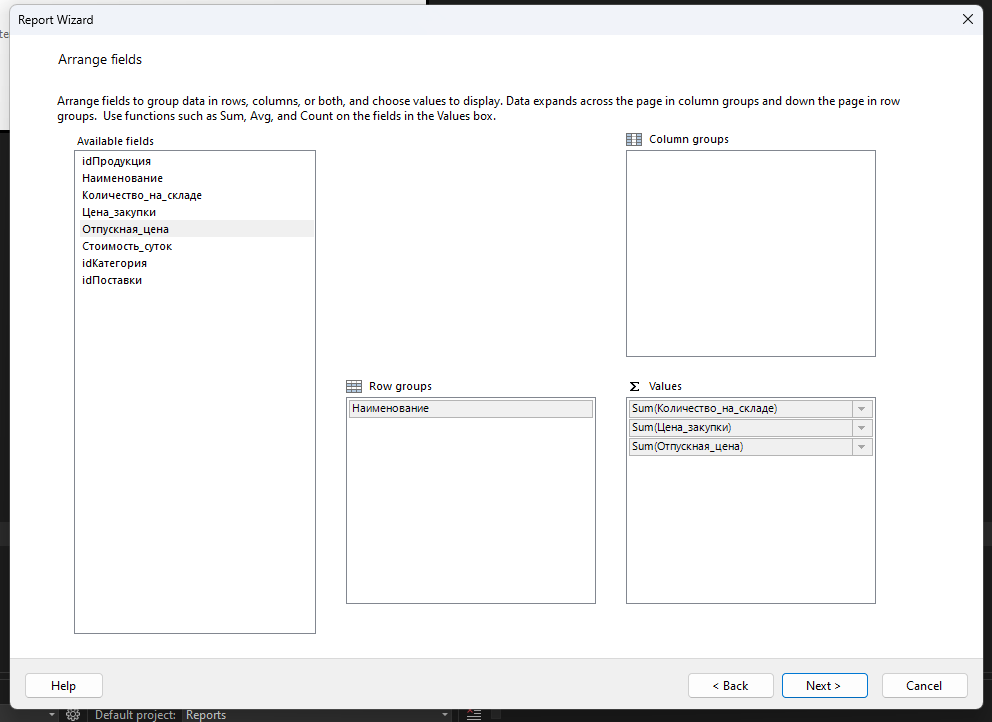 Report Wizard
te
Arrange fields
Arrange fields to group data in rows, columns, or both, and choose values to display. Data expands across the page in column groups and down the page in row
groups.  Use functions such as Sum, Avg, and Count on the fields in the Values box.
Available fields
idПродукция
Наименование
Количество_на_складе
Цена_закупки
Отпускная_цена
Стоимость_суток
idКатегория
idПоставки
Column groups
Row groups
Наименование
Values
Sum(Количество_на_складе)
Sum(Цена_закупки)
Sum(Отпускная_цена)
Help
< Back
Next >
Cancel
Default project:
Reports